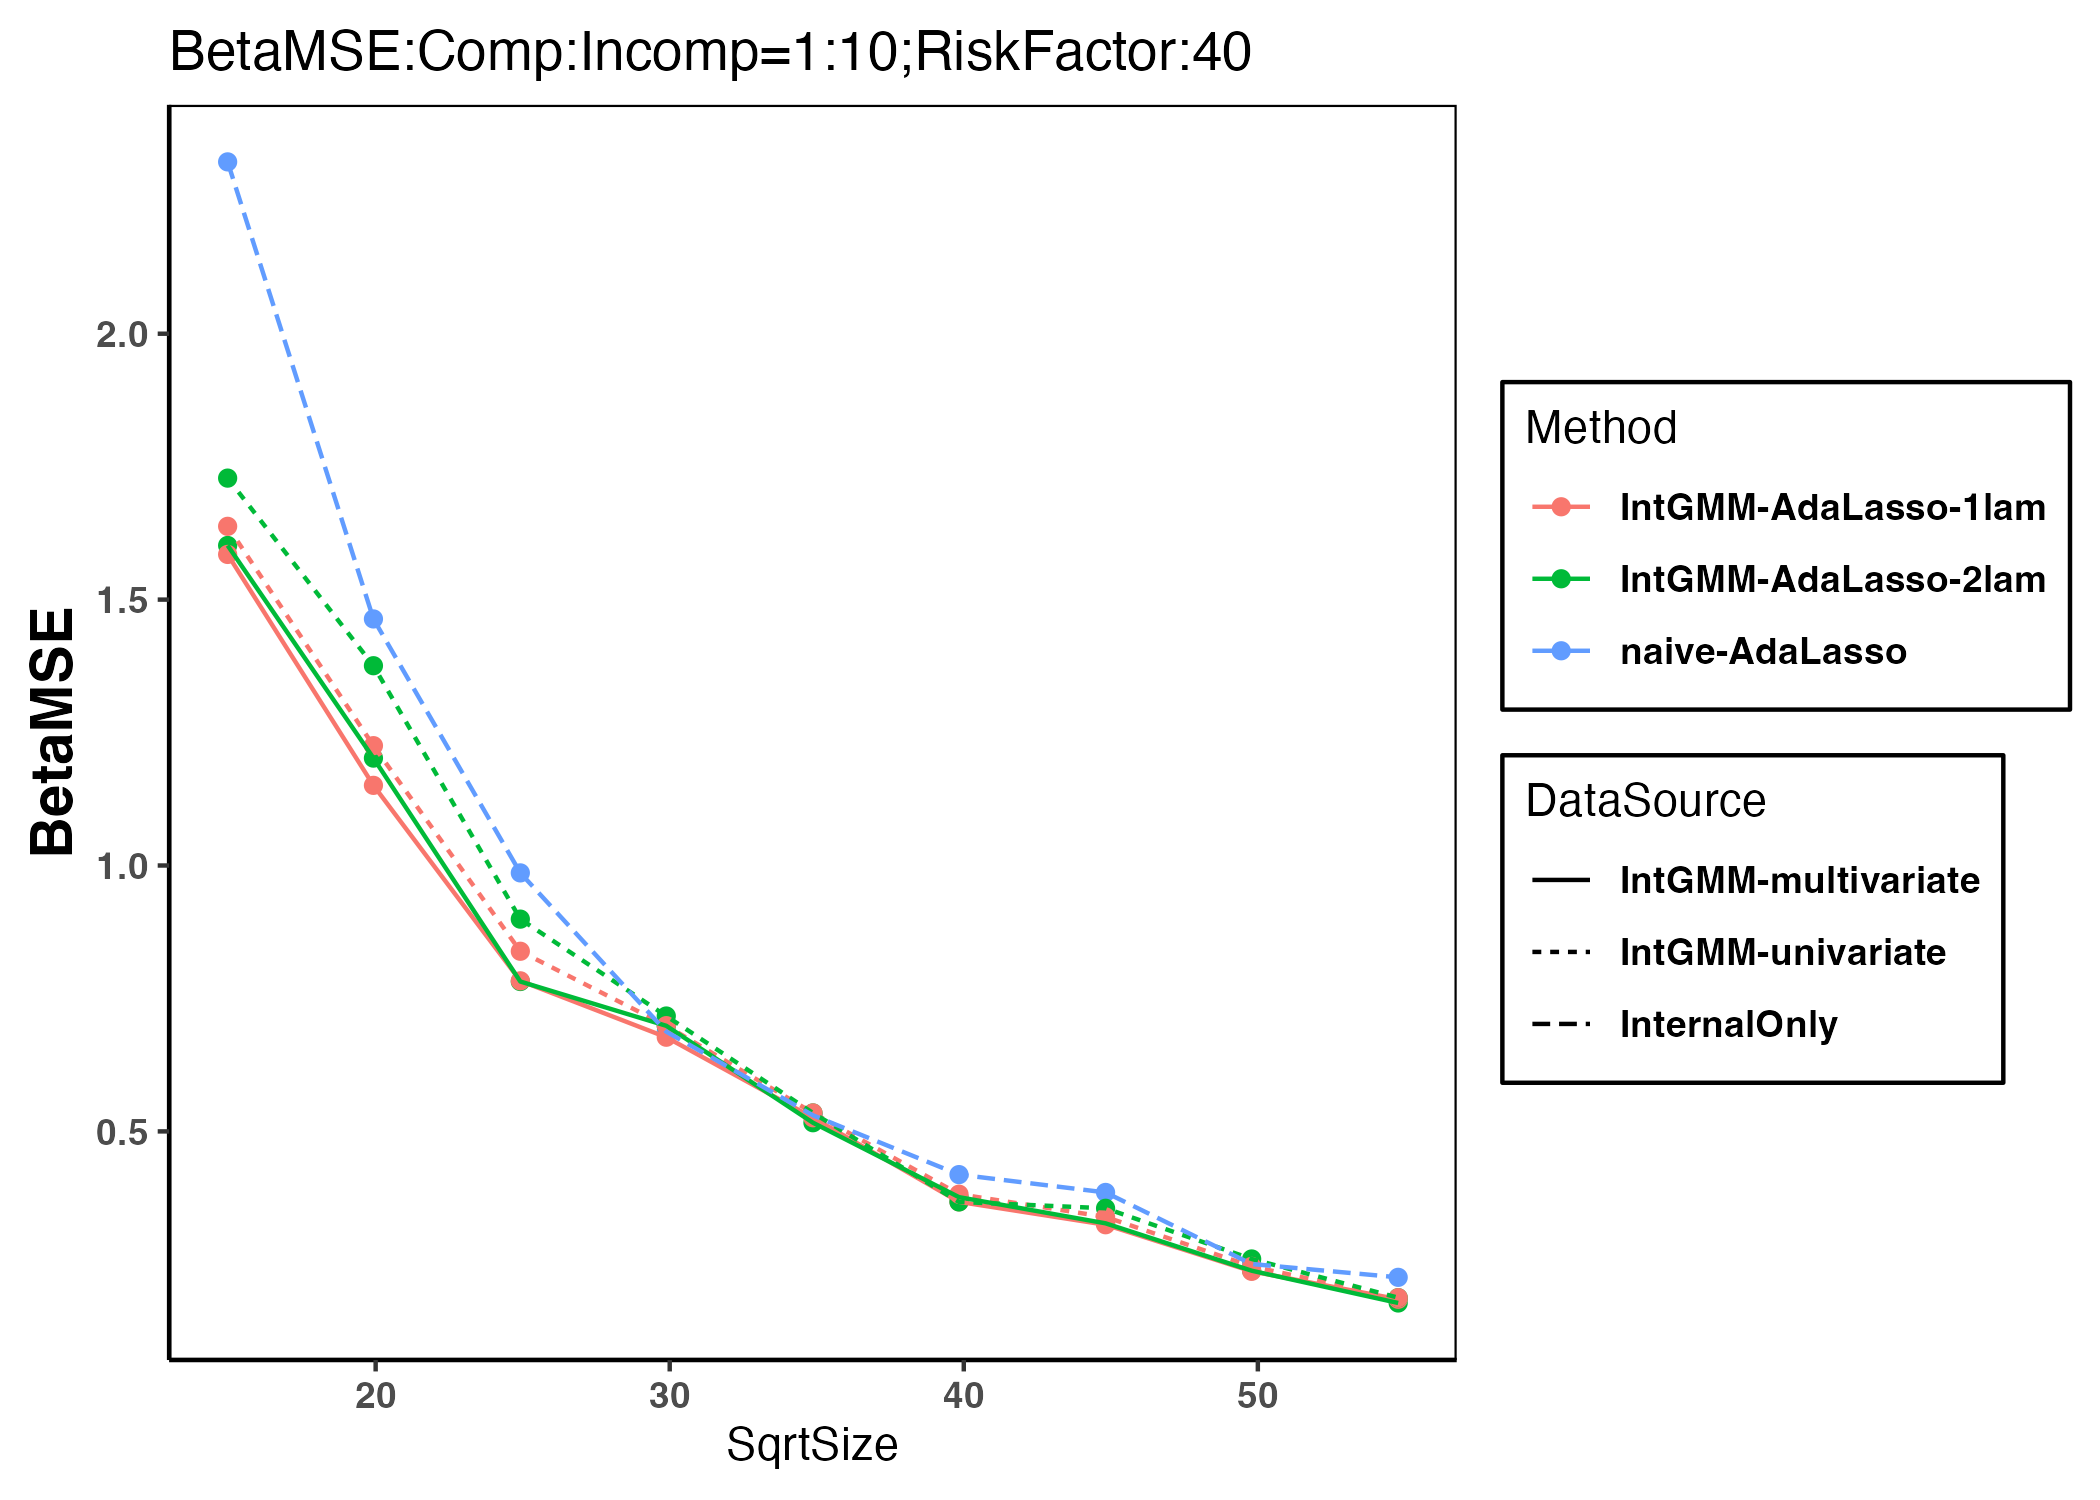 BetaMSE:Comp:Incomp=1:10;RiskFactor:40
BetaMSE
2.0
1.5
1.0
0.5
20 30 40 50
SqrtSize
Method
IntGMM-AdaLasso-1lam
IntGMM-AdaLasso-2lam
naive-AdaLasso
DataSource
IntGMM-multivariate
IntGMM-univariate
InternalOnly